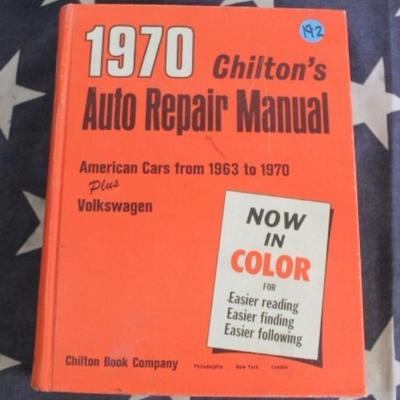 192
1970 Chilton's
Auto Repair Manual
American Cars from 1963 to 1970
Plus
Volkswagen
NOW
IN
COLOR
FOR
Easier reading
Easier finding
Easier following
Chilton Book Company Philadelphia New York London